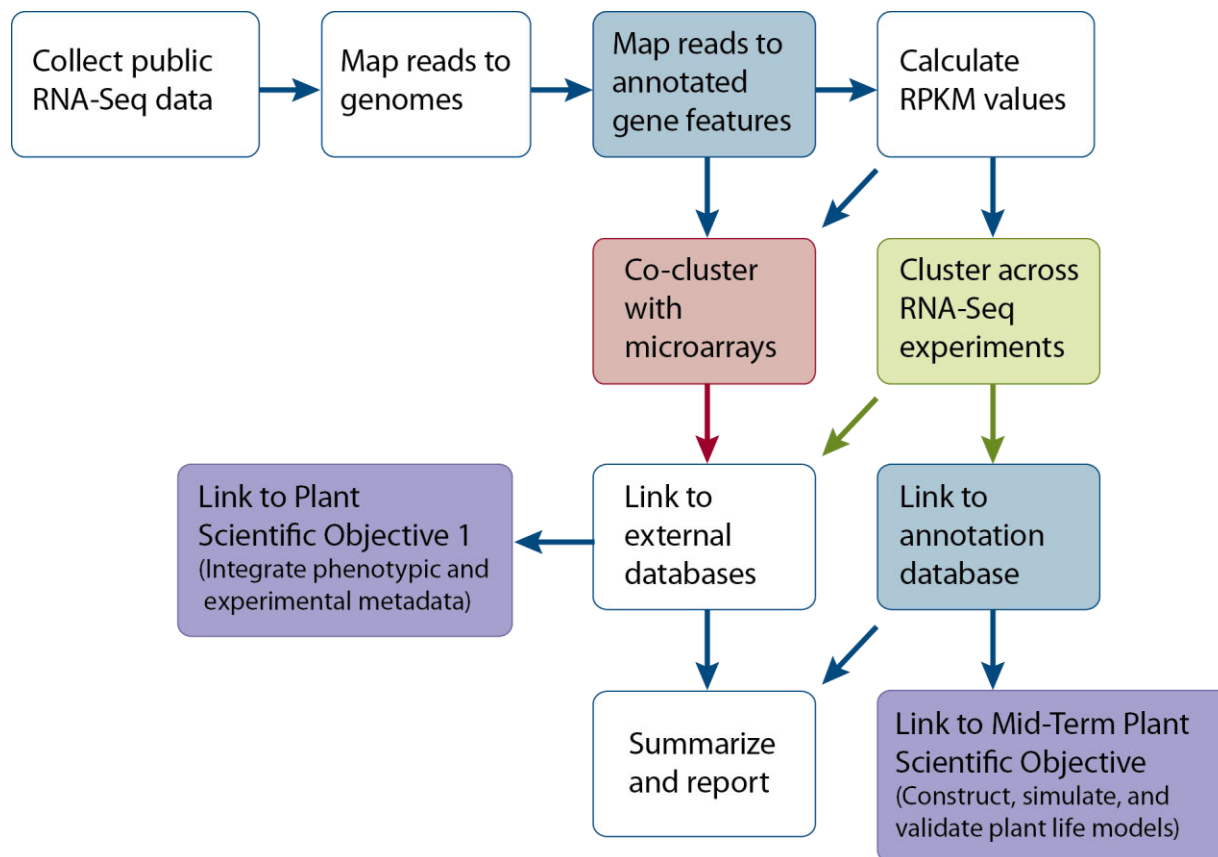 Collect public
RNA-Seq data
Map reads to
genomes
Map reads to
annotated
gene features
Calculate
RPKM values
Co-cluster
with
microarrays
Cluster across
RNA-Seq
experiments
Link to Plant
Scientific Objective 1
(Integrate phenotypic and
experimental metadata)
Link to
external
databases
Link to
annotation
database
Summarize
and report
Link to Mid-Term Plant
Scientific Objective
(Construct, simulate, and
validate plant life models)